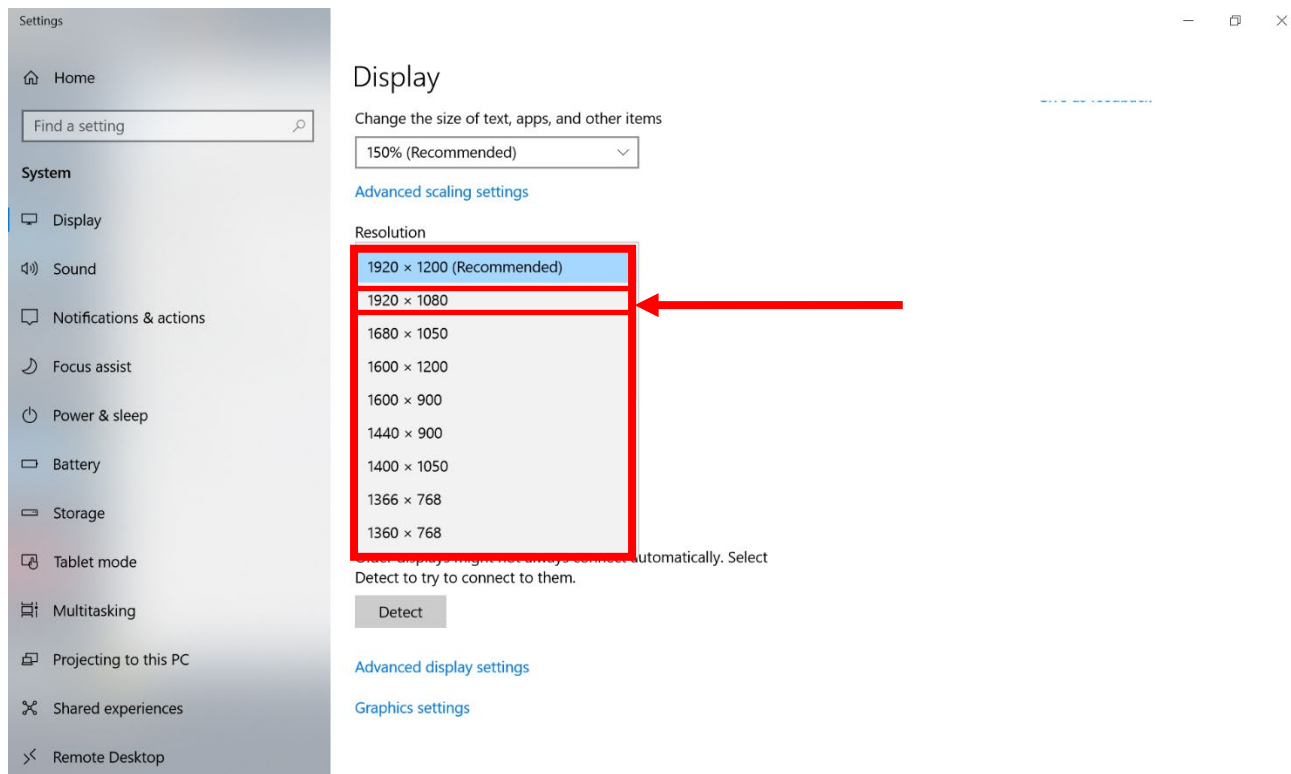 Settings
Home
Find a setting
System
Display
Sound
Notifications & actions
Focus assist
Power & sleep
Battery
Storage
Tablet mode
Multitasking
Projecting to this PC
Shared experiences
Remote Desktop
Display
Change the size of text, apps, and other items
150% (Recommended)
Advanced scaling settings
Resolution
1920 × 1200 (Recommended)
1920 × 1080
1680 × 1050
1600 × 1200
1600 × 900
1440 × 900
1400 × 1050
1366 × 768
1360 × 768
automatically. Select
Detect to try to connect to them.
Detect
Advanced display settings
Graphics settings